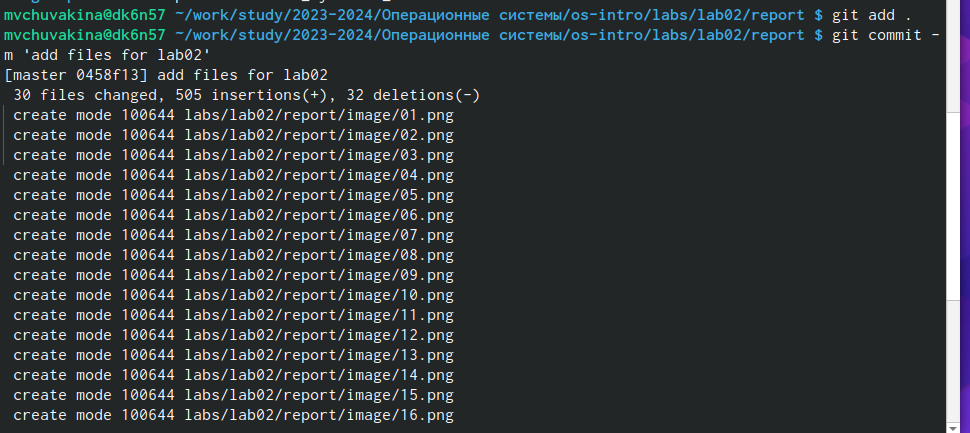 mvchuvakina@dk6n57 ~/work/study/2023-2024/Операционные системы/os-intro/labs/lab02/report $ git add .
mvchuvakina@dk6n57 ~/work/study/2023-2024/Операционные системы/os-intro/labs/lab02/report $ git commit -
m 'add files for lab02'
[master 0458f13] add files for lab02
 30 files changed, 505 insertions(+), 32 deletions(-)
 create mode 100644 labs/lab02/report/image/01.png
 create mode 100644 labs/lab02/report/image/02.png
 create mode 100644 labs/lab02/report/image/03.png
 create mode 100644 labs/lab02/report/image/04.png
 create mode 100644 labs/lab02/report/image/05.png
 create mode 100644 labs/lab02/report/image/06.png
 create mode 100644 labs/lab02/report/image/07.png
 create mode 100644 labs/lab02/report/image/08.png
 create mode 100644 labs/lab02/report/image/09.png
 create mode 100644 labs/lab02/report/image/10.png
 create mode 100644 labs/lab02/report/image/11.png
 create mode 100644 labs/lab02/report/image/12.png
 create mode 100644 labs/lab02/report/image/13.png
 create mode 100644 labs/lab02/report/image/14.png
 create mode 100644 labs/lab02/report/image/15.png
 create mode 100644 labs/lab02/report/image/16.png